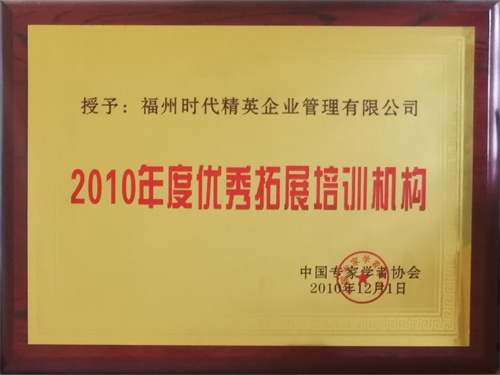 授予：福州时代精英企业管理有限公司
2010年度优秀拓展培训机构
中国专家学者协会
2010年12月1日